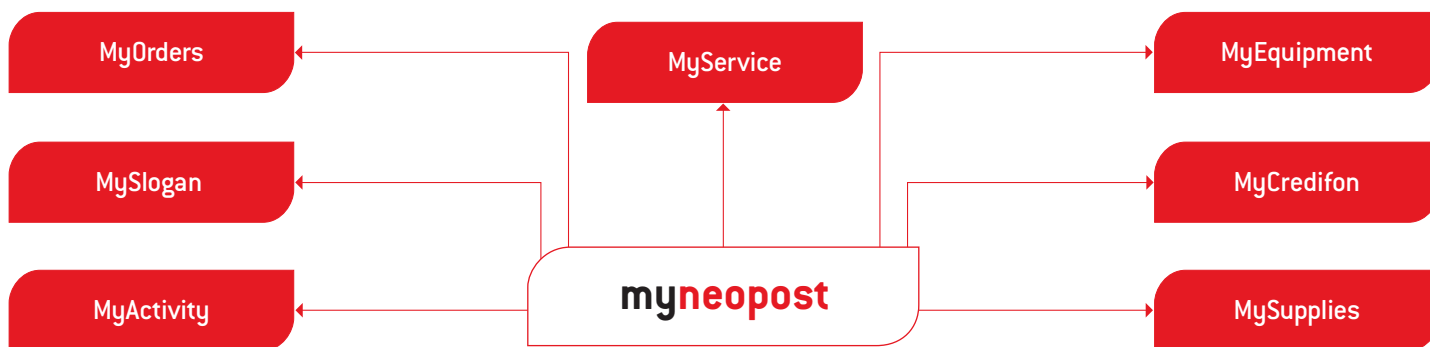 MyOrders
MyService
MyEquipment
MySlogan
MyCredifon
myneopost
MyActivity
MySupplies